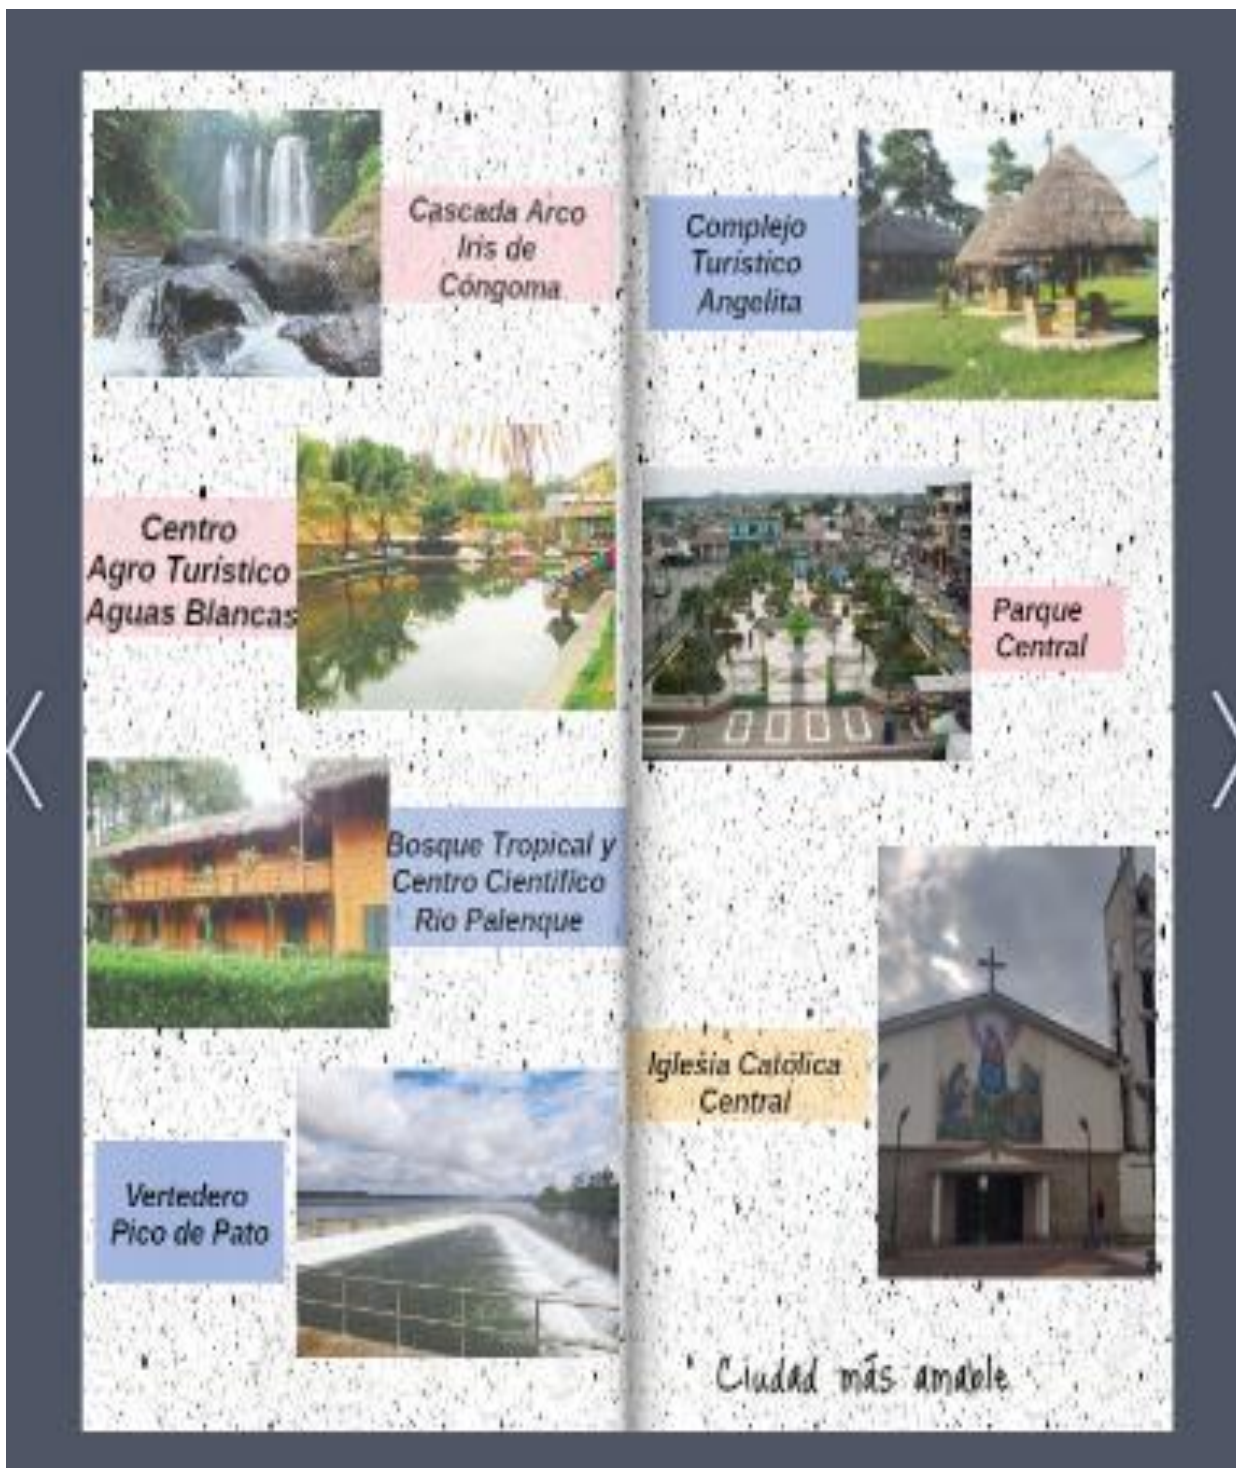 Cascada Arco
Iris de
Cóngoma
Centro
Agro Turístico
Aguas Blancas
Bosque Tropical y
Centro Científico
Río Palenque
Vertedero
Pico de Pato
Complejo
Turístico
Angelita
Parque
Central
Iglesia Católica
Central
Ciudad más amable